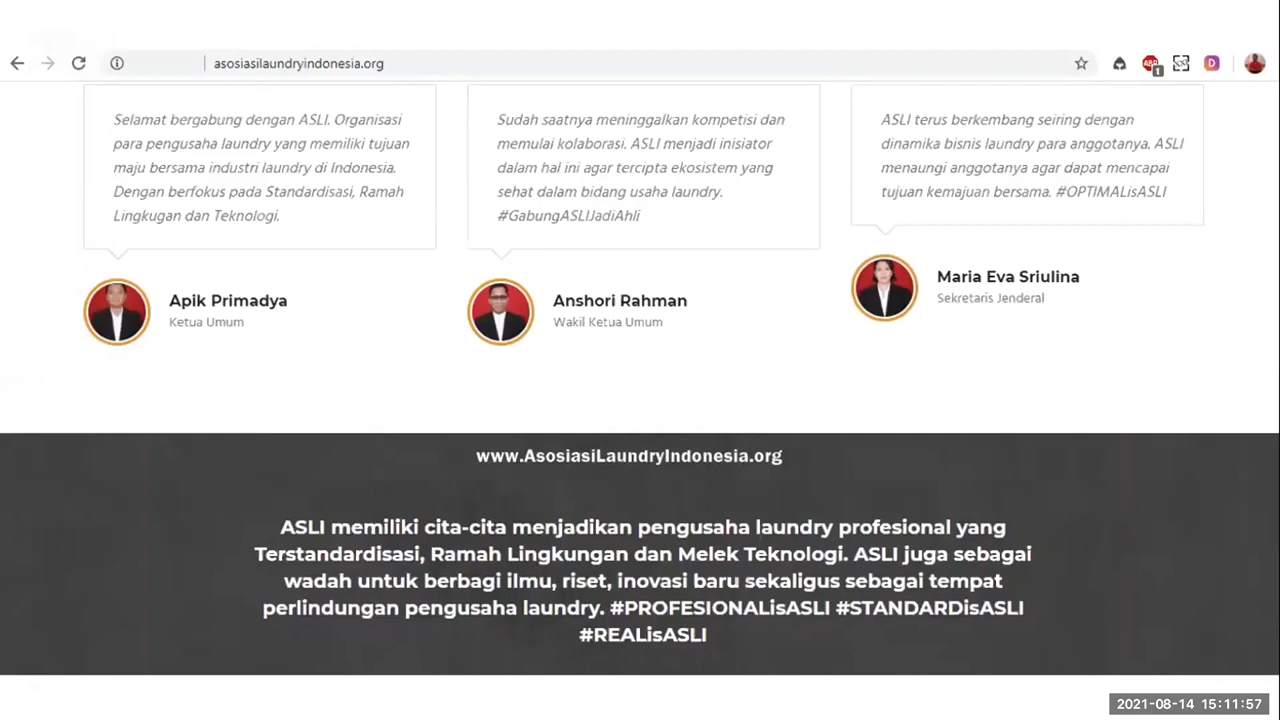 asosiasilaundryindonesia.org
ABP
1
D
Selamat bergabung dengan ASLI. Organisasi
para pengusaha laundry yang memiliki tujuan
maju bersama industri laundry di Indonesia.
Dengan berfokus pada Standardisasi, Ramah
Lingkugan dan Teknologi.
Apik Primadya
Ketua Umum
Sudah saatnya meninggalkan kompetisi dan
memulai kolaborasi. ASLI menjadi inisiator
dalam hal ini agar tercipta ekosistem yang
sehat dalam bidang usaha laundry.
#GabungASLIJadiAhli
Anshori Rahman
Wakil Ketua Umum
ASLI terus berkembang seiring dengan
dinamika bisnis laundry para anggotanya. ASLI
menaungi anggotanya agar dapat mencapai
tujuan kemajuan bersama. #OPTIMALisASLI
Maria Eva Sriulina
Sekretaris Jenderal
www.AsosiasiLaundryIndonesia.org
ASLI memiliki cita-cita menjadikan pengusaha laundry profesional yang
Terstandardisasi, Ramah Lingkungan dan Melek Teknologi. ASLI juga sebagai
wadah untuk berbagi ilmu, riset, inovasi baru sekaligus sebagai tempat
perlindungan pengusaha laundry. #PROFESIONALisASLI #STANDARDisASLI
#REALisASLI
2021-08-14 15:11:57